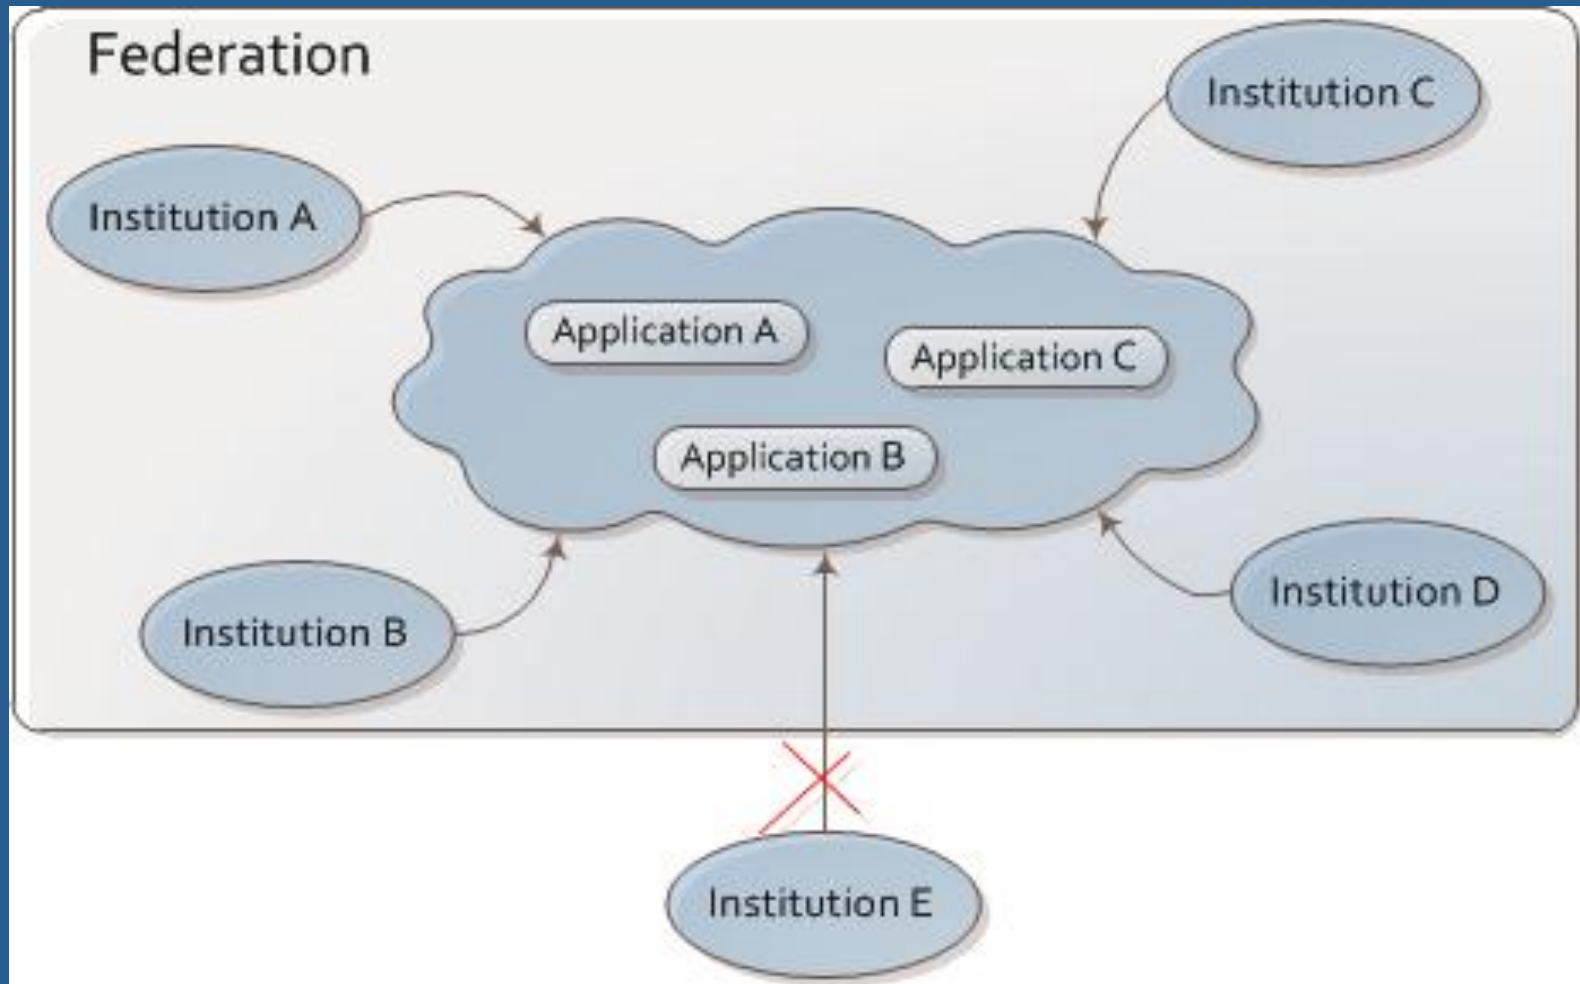 Federation
Institution C
Institution A
Application A
Application C
Application B
Institution D
Institution B
Institution E